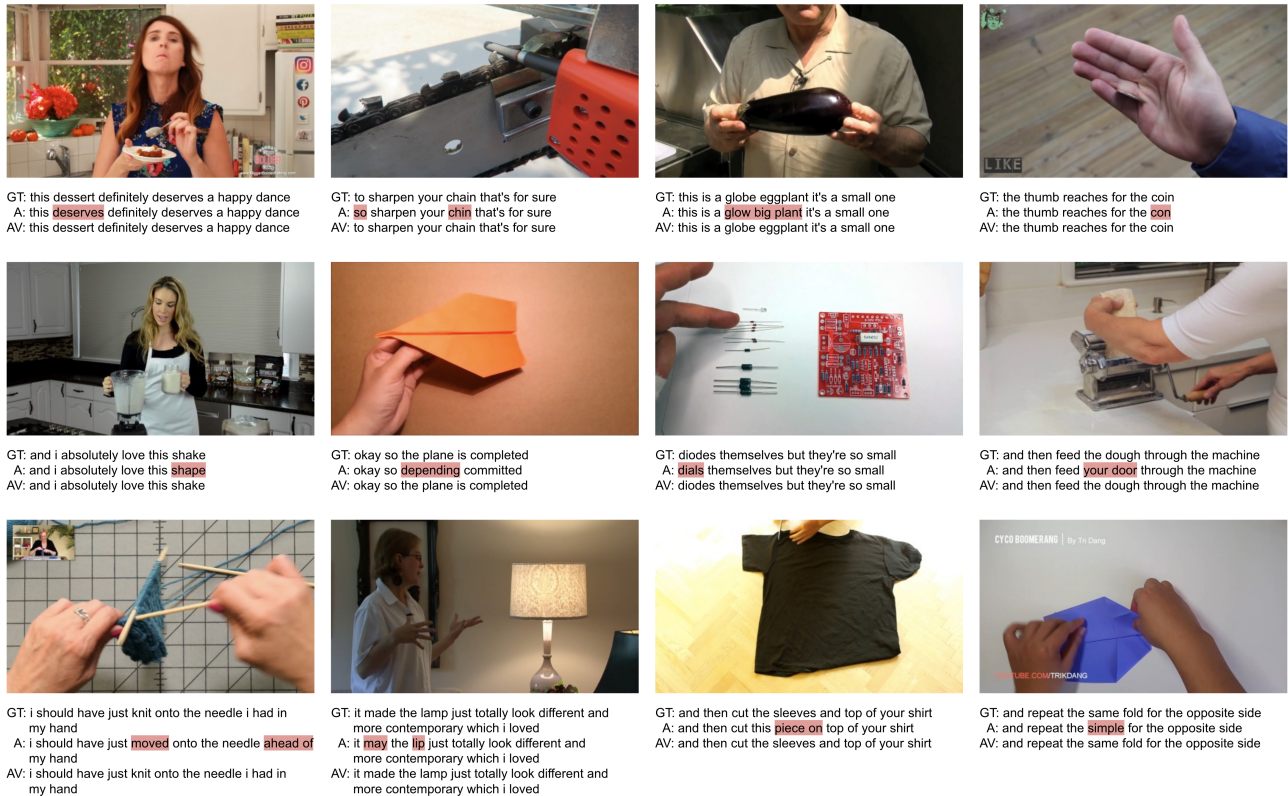 GT: this dessert definitely deserves a happy dance
A: this deserves definitely deserves a happy dance
AV: this dessert definitely deserves a happy dance
GT: to sharpen your chain that's for sure
A: so sharpen your chin that's for sure
AV: to sharpen your chain that's for sure
GT: this is a globe eggplant it's a small one
A: this is a glow big plant it's a small one
AV: this is a globe eggplant it's a small one
LIKE
GT: the thumb reaches for the coin
A: the thumb reaches for the con
AV: the thumb reaches for the coin
GT: and i absolutely love this shake
A: and i absolutely love this shape
AV: and i absolutely love this shake
GT: okay so the plane is completed
A: okay so depending committed
AV: okay so the plane is completed
GT: diodes themselves but they're so small
A: dials themselves but they're so small
AV: diodes themselves but they're so small
GT: and then feed the dough through the machine
A: and then feed your door through the machine
AV: and then feed the dough through the machine
GT: i should have just knit onto the needle i had in
my hand
A: i should have just moved onto the needle ahead of
my hand
AV: i should have just knit onto the needle i had in
my hand
GT: it made the lamp just totally look different and
more contemporary which i loved
A: it may the lip just totally look different and
more contemporary which i loved
AV: it made the lamp just totally look different and
more contemporary which i loved
GT: and then cut the sleeves and top of your shirt
A: and then cut this piece on top of your shirt
AV: and then cut the sleeves and top of your shirt
CYCO BOOMERANG | By Tri Dang
.COM/TRIKDANG
GT: and repeat the same fold for the opposite side
A: and repeat the simple for the opposite side
AV: and repeat the same fold for the opposite side